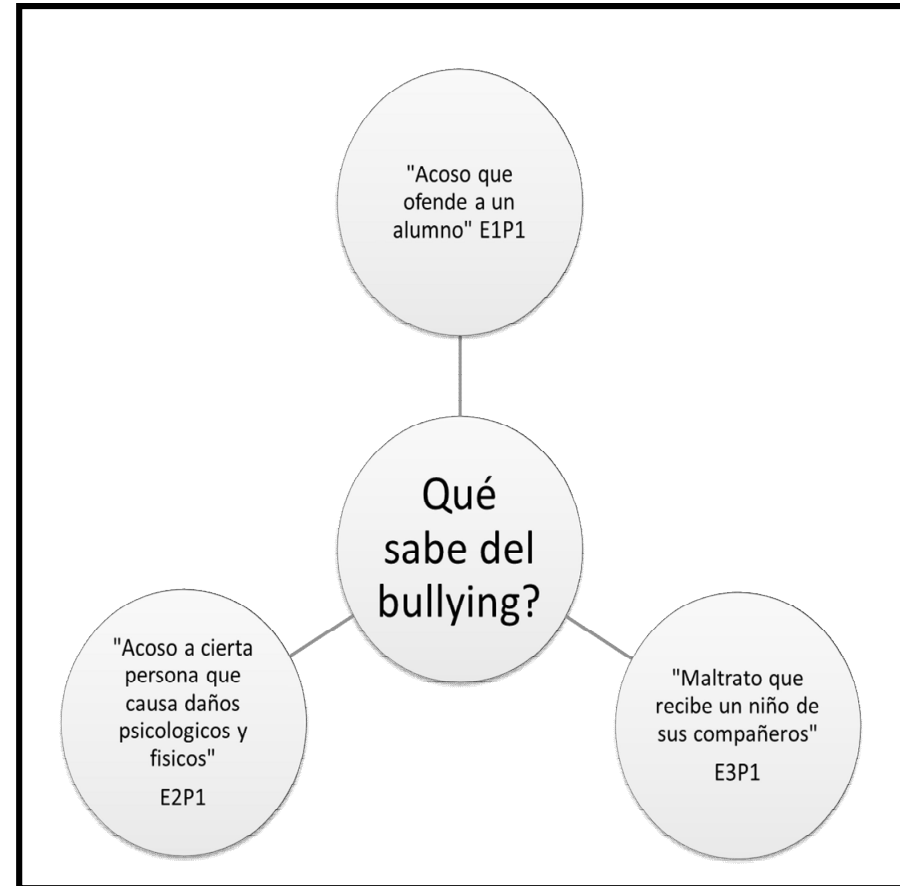 "Acoso que
ofende a un
alumno" E1P1
Qué
sabe del
bullying?
"Acoso a cierta
persona que
causa daños
psicologicos y
fisicos"
E2P1
"Maltrato que
recibe un niño de
sus compañeros"
E3P1